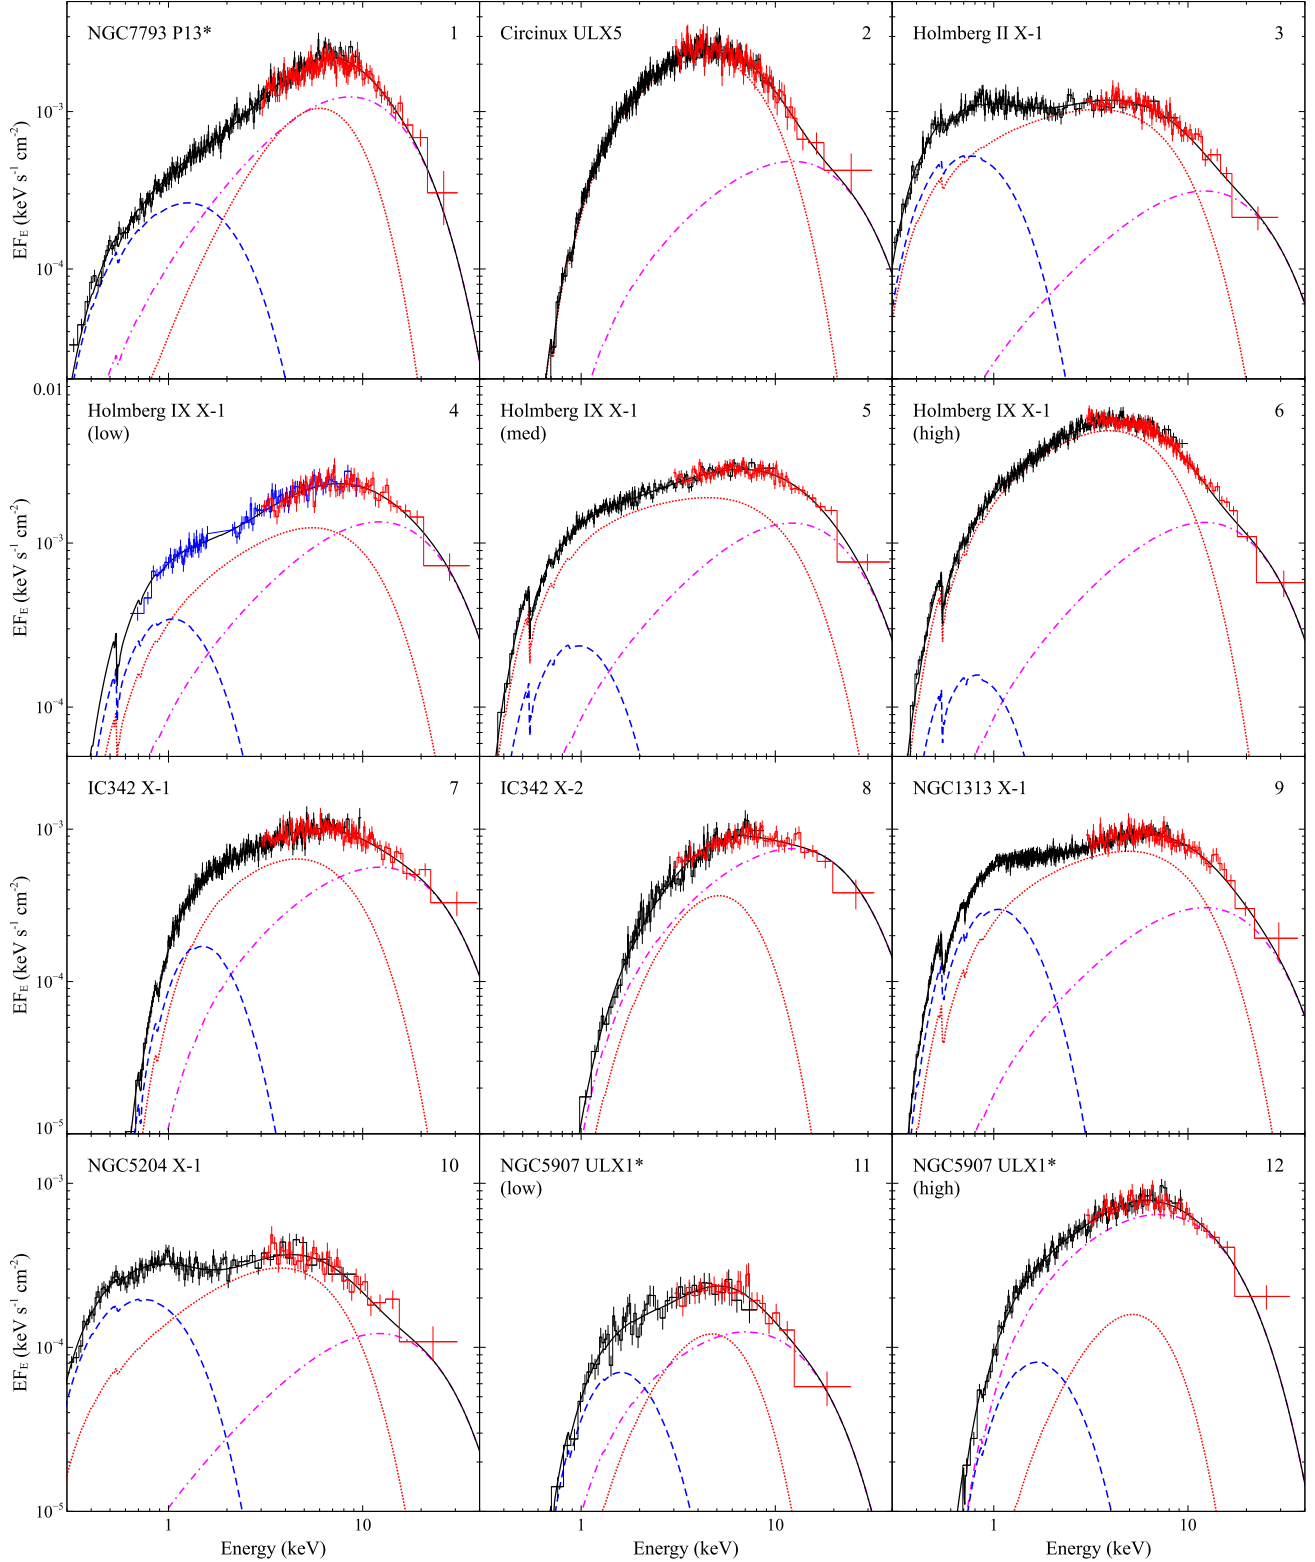 NGC7793 P13* 1
Circinux ULX5 2
Holmberg II X-1 3
10⁻³
10⁻⁴
EF_E (keV s⁻¹ cm⁻²)
0.01
Holmberg IX X-1 4
(low)
Holmberg IX X-1 5
(med)
Holmberg IX X-1 6
(high)
10⁻³
10⁻⁴
EF_E (keV s⁻¹ cm⁻²)
IC342 X-1 7
IC342 X-2 8
NGC1313 X-1 9
10⁻³
10⁻⁴
10⁻⁵
EF_E (keV s⁻¹ cm⁻²)
NGC5204 X-1 10
NGC5907 ULX1* 11
(low)
NGC5907 ULX1* 12
(high)
10⁻³
10⁻⁴
10⁻⁵
EF_E (keV s⁻¹ cm⁻²)
1 10
1 10
1 10
Energy (keV)
Energy (keV)
Energy (keV)